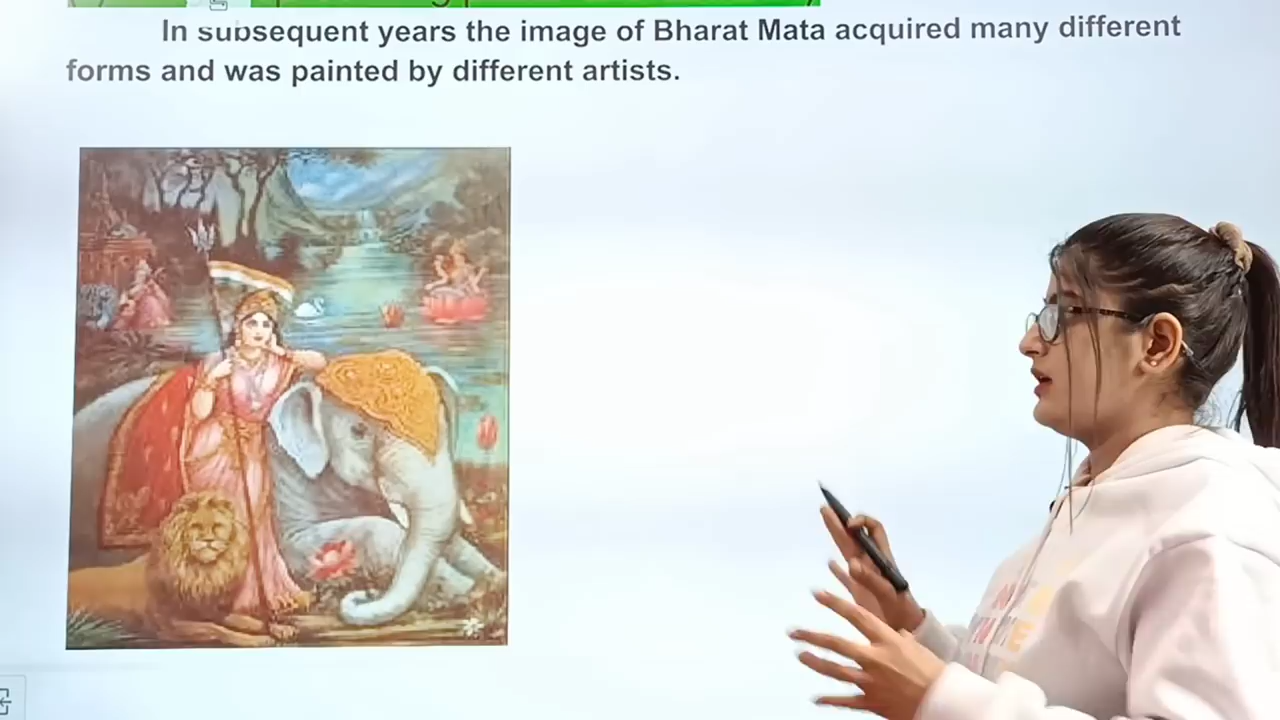 In subsequent years the image of Bharat Mata acquired many different
forms and was painted by different artists.